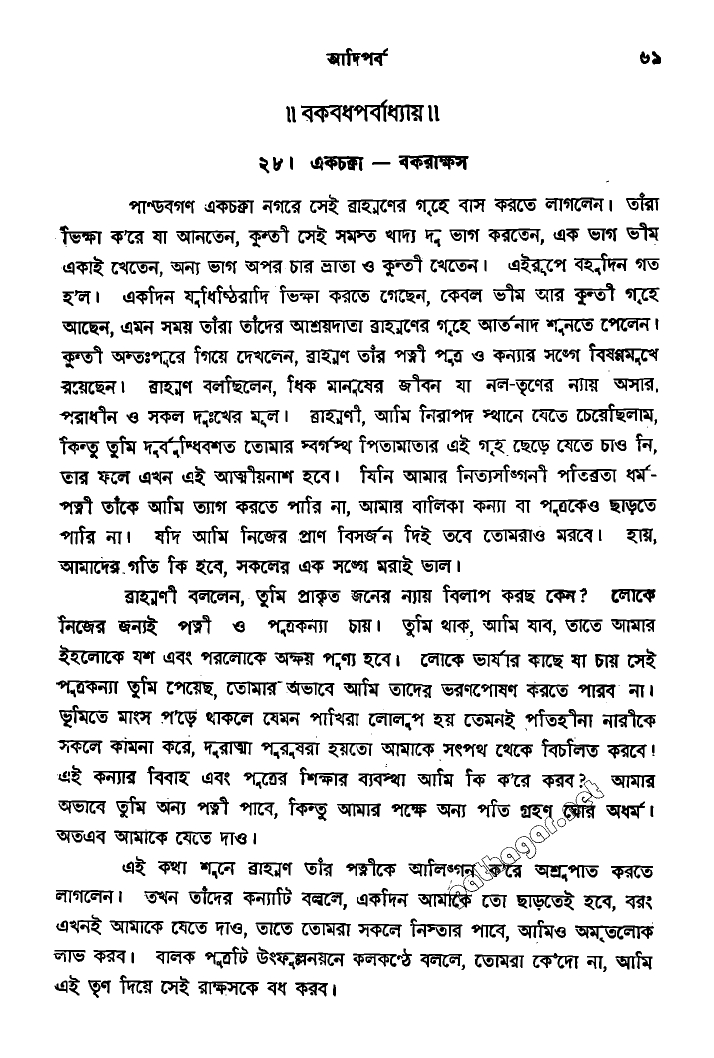 আদিপর্ব ৬৯
॥ বকবধপর্বাধ্যায় ॥
২৮। একচক্রা — বকরাক্ষস
পাণ্ডবগণ একচক্রা নগরে সেই ব্রাহ্মণের গৃহে বাস করতে লাগলেন। তাঁরা
ভিক্ষা ক'রে যা আনতেন, কুন্তী সেই সমস্ত খাদ্য দু ভাগ করতেন, এক ভাগ ভীম
একাই খেতেন, অন্য ভাগ অপর চার ভ্রাতা ও কুন্তী খেতেন। এইরূপে বহুদিন গত
হ'ল। একদিন যুধিষ্ঠিরাদি ভিক্ষা করতে গেছেন, কেবল ভীম আর কুন্তী গৃহে
আছেন, এমন সময় তাঁরা তাঁদের আশ্রয়দাতা ব্রাহ্মণের গৃহে আর্তনাদ শুনতে পেলেন।
কুন্তী অন্তঃপুরে গিয়ে দেখলেন, ব্রাহ্মণ তাঁর পত্নী পুত্র ও কন্যার সঙ্গে বিষণ্ণমুখে
রয়েছেন। ব্রাহ্মণ বলছিলেন, ধিক মানুষের জীবন যা নল-তৃণের ন্যায় অসার,
পরাধীন ও সকল দুঃখের মূল। ব্রাহ্মণী, আমি নিরাপদ স্থানে যেতে চেয়েছিলাম,
কিন্তু তুমি দুর্বুদ্ধিবশত তোমার স্বর্গস্থ পিতামাতার এই গৃহ ছেড়ে যেতে চাও নি,
তার ফলে এখন এই আত্মীয়নাশ হবে। যিনি আমার নিত্যসঙ্গিনী পতিব্রতা ধর্ম-
পত্নী তাঁকে আমি ত্যাগ করতে পারি না, আমার বালিকা কন্যা বা পুত্রকেও ছাড়তে
পারি না। যদি আমি নিজের প্রাণ বিসর্জন দিই তবে তোমরাও মরবে। হায়,
আমাদের গতি কি হবে, সকলের এক সঙ্গে মরাই ভাল।
ব্রাহ্মণী বললেন, তুমি প্রাকৃত জনের ন্যায় বিলাপ করছ কেন? লোকে
নিজের জন্যই পত্নী ও পুত্রকন্যা চায়। তুমি থাক, আমি যাব, তাতে আমার
ইহলোকে যশ এবং পরলোকে অক্ষয় পুণ্য হবে। লোকে ভার্যার কাছে যা চায় সেই
পুত্রকন্যা তুমি পেয়েছ, তোমার অভাবে আমি তাদের ভরণপোষণ করতে পারব না।
ভূমিতে মাংস প'ড়ে থাকলে যেমন পাখিরা লোলুপ হয় তেমনই পতিহীনা নারীকে
সকলে কামনা করে, দুরাত্মা পুরুষরা হয়তো আমাকে সৎপথ থেকে বিচলিত করবে!
এই কন্যার বিবাহ এবং পুত্রের শিক্ষার ব্যবস্থা আমি কি ক'রে করব? আমার
অভাবে তুমি অন্য পত্নী পাবে, কিন্তু আমার পক্ষে অন্য পতি গ্রহণ ঘোর অধর্ম।
অতএব আমাকে যেতে দাও।
এই কথা শুনে ব্রাহ্মণ তাঁর পত্নীকে আলিঙ্গন ক'রে অশ্রুপাত করতে
লাগলেন। তখন তাঁদের কন্যাটি বললে, একদিন আমাকে তো ছাড়তেই হবে, বরং
এখনই আমাকে যেতে দাও, তাতে তোমরা সকলে নিস্তার পাবে, আমিও অমৃতলোক
লাভ করব। বালক পুত্রটি উৎফুল্লনয়নে কলকণ্ঠে বললে, তোমরা কে'দো না, আমি
এই তৃণ দিয়ে সেই রাক্ষসকে বধ করব।
Pathagar.net